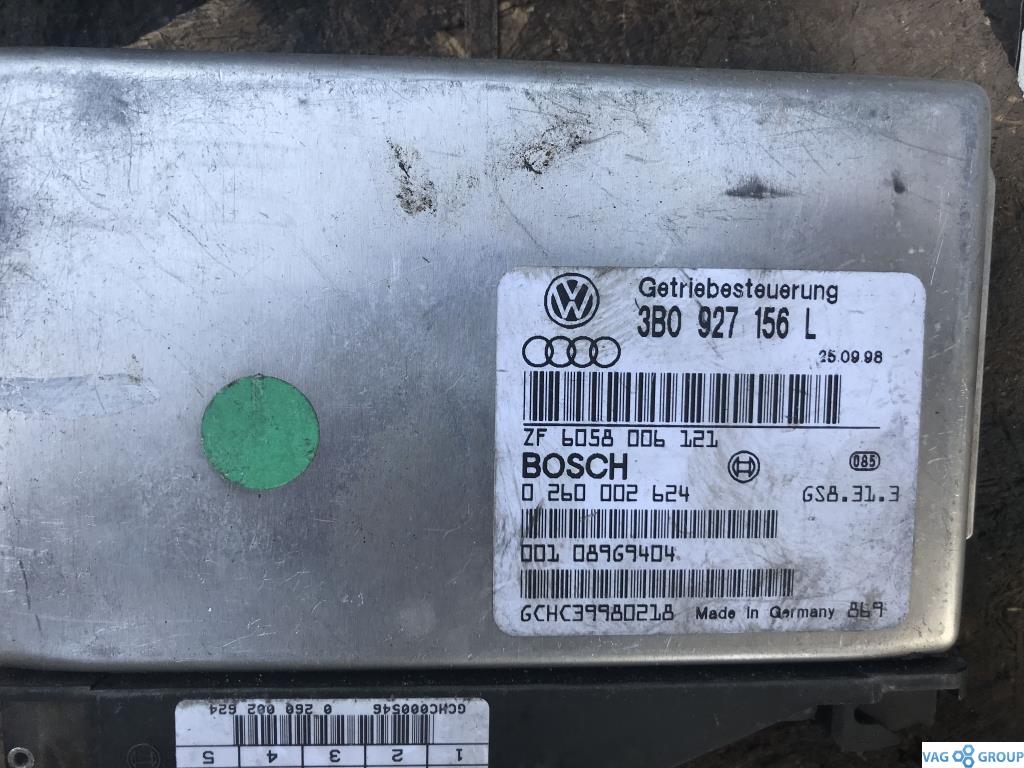 Getriebesteuerung
3B0 927 156 L
25.09.98
ZF 6058 006 121
BOSCH
085
0 260 002 624 GS8.31.3
001 08969404
GCHC39980218 Made in Germany 869
GCMC0000546 0 260 002 624
1 2 3 4 5
VAG GROUP